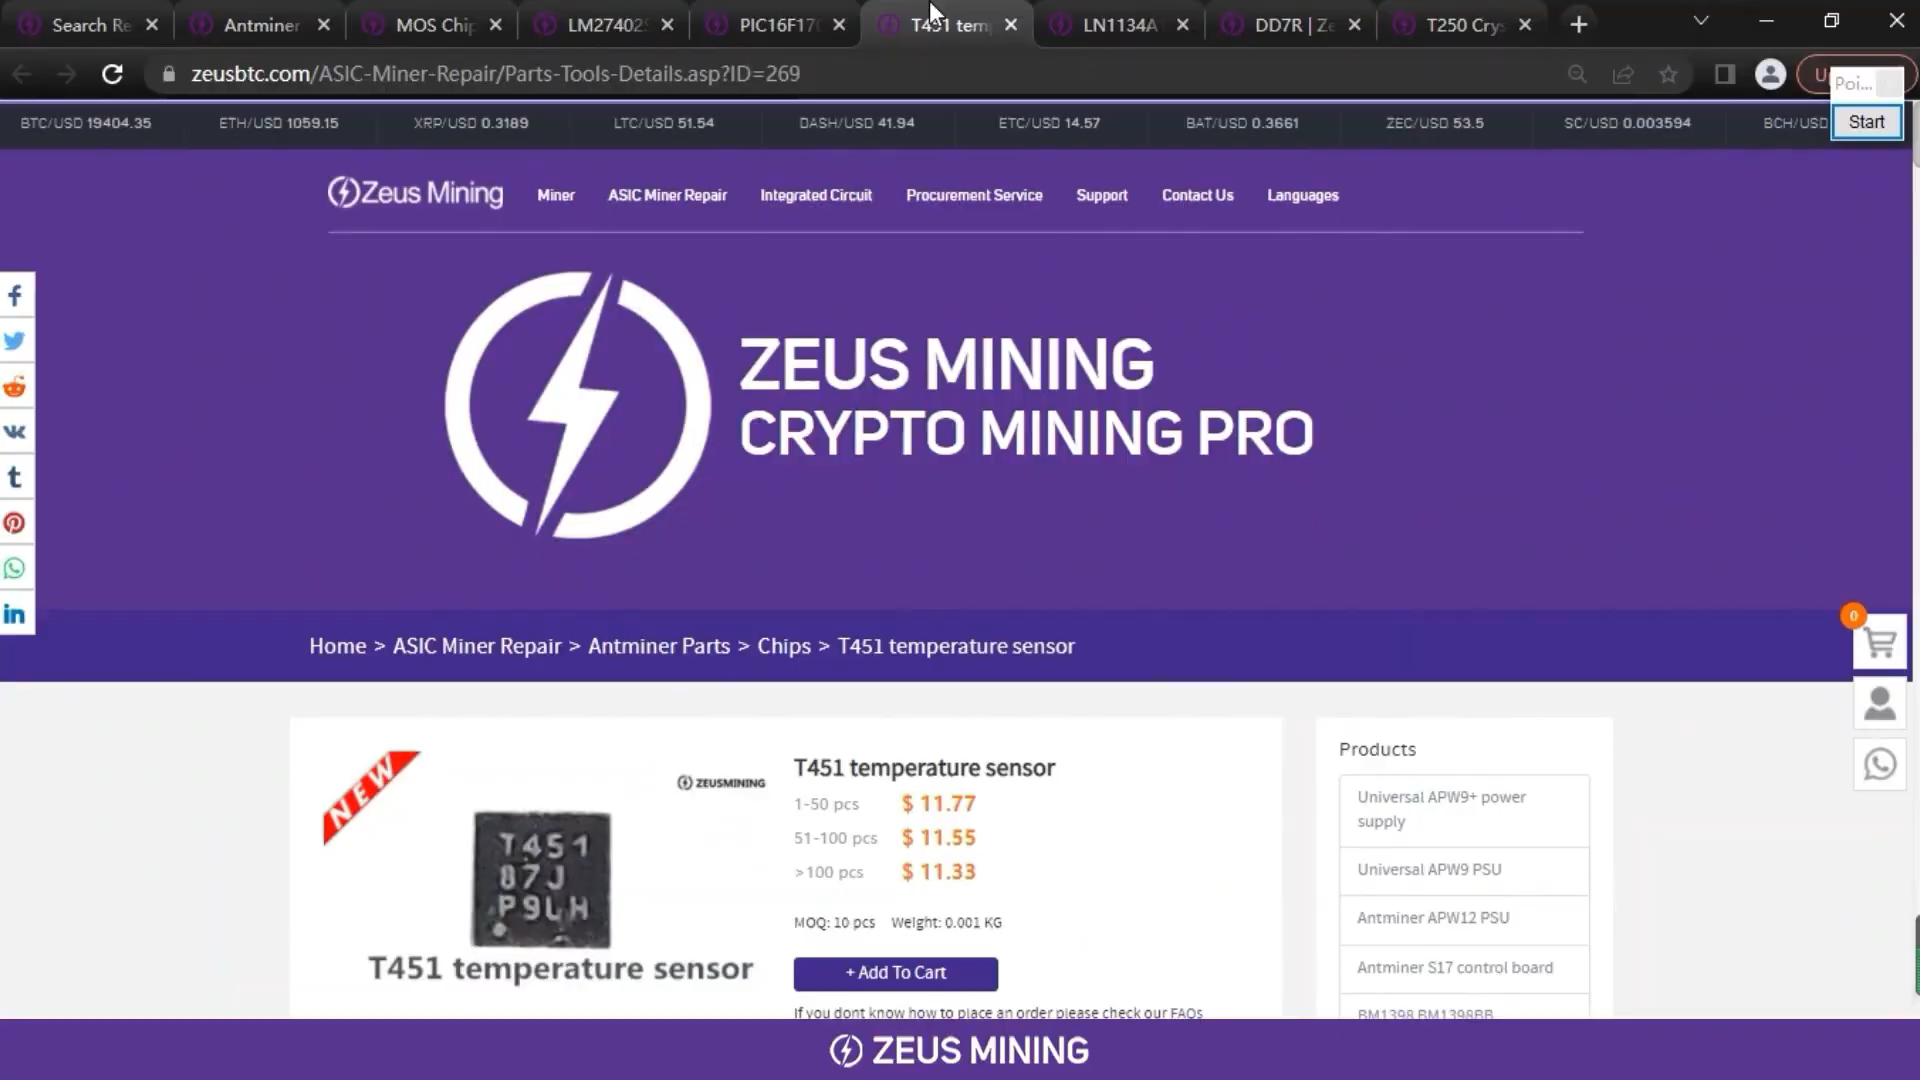 Search Re
Antminer
MOS Chip
LM27402S
PIC16F170
T451 tem
LN1134A
DD7R | Ze
T250 Crys
zeusbtc.com/ASIC-Miner-Repair/Parts-Tools-Details.asp?ID=269
Poi...
Start
BTC/USD 19404.35
ETH/USD 1059.15
XRP/USD 0.3189
LTC/USD 51.54
DASH/USD 41.94
ETC/USD 14.57
BAT/USD 0.3661
ZEC/USD 53.5
SC/USD 0.003594
BCH/USD
Zeus Mining
Miner
ASIC Miner Repair
Integrated Circuit
Procurement Service
Support
Contact Us
Languages
ZEUS MINING
CRYPTO MINING PRO
0
Home > ASIC Miner Repair > Antminer Parts > Chips > T451 temperature sensor
NEW
ZEUSMINING
T451
87J
P9LH
T451 temperature sensor
T451 temperature sensor
1-50 pcs $ 11.77
51-100 pcs $ 11.55
>100 pcs $ 11.33
MOQ: 10 pcs Weight: 0.001 KG
+ Add To Cart
If you dont know how to place an order please check our FAQs
Products
Universal APW9+ power
supply
Universal APW9 PSU
Antminer APW12 PSU
Antminer S17 control board
BM1398 BM1398BB
ZEUS MINING